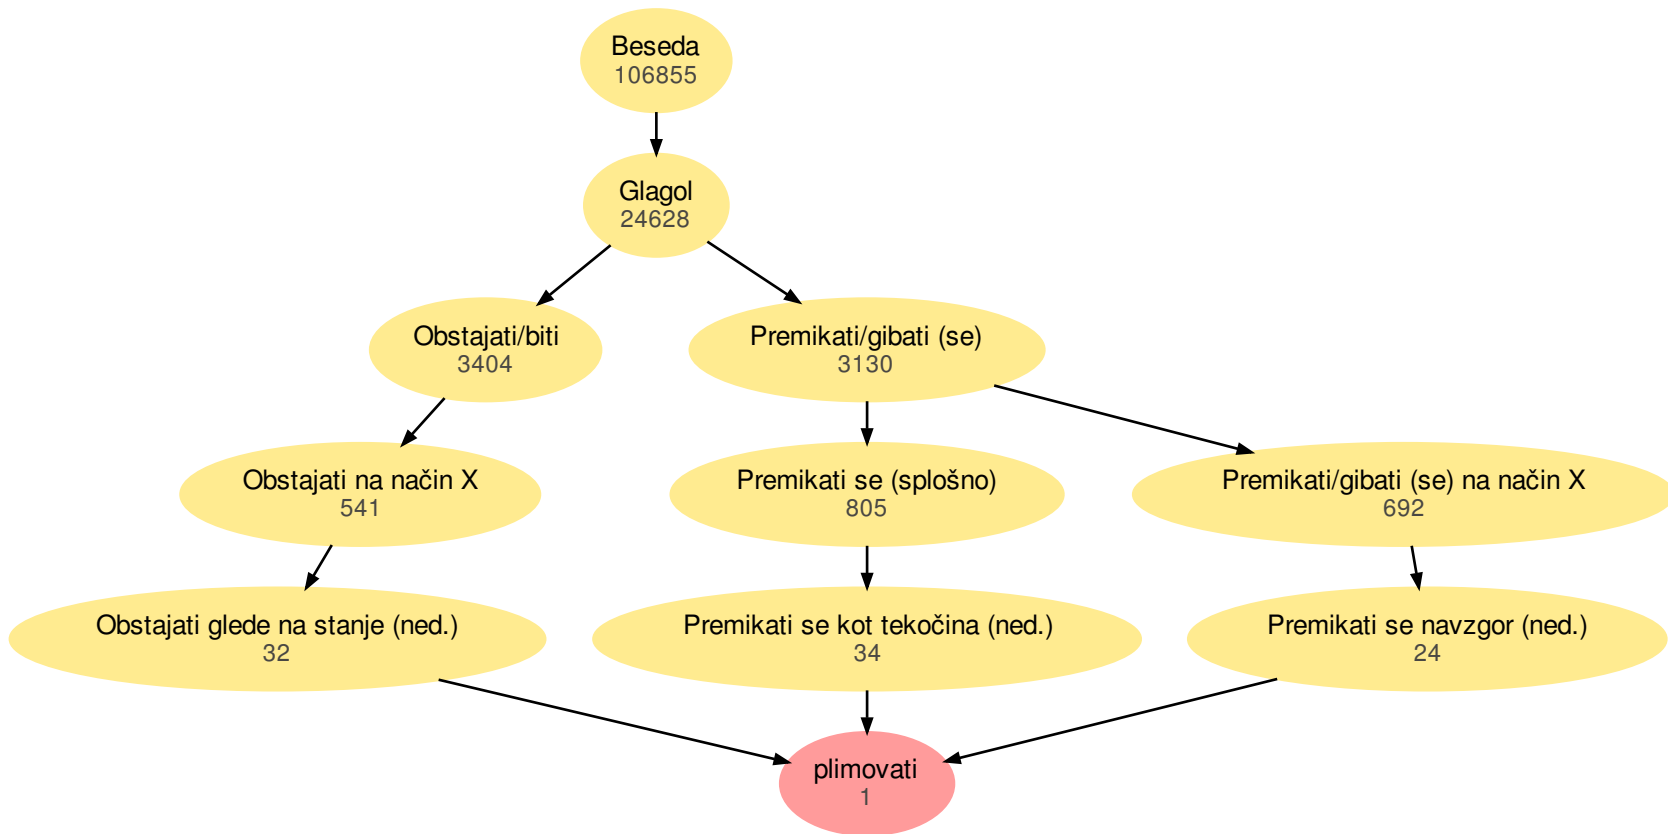 Beseda
106855
Glagol
24628
Obstajati/biti
3404
Premikati/gibati (se)
3130
Obstajati na način X
541
Premikati se (splošno)
805
Premikati/gibati (se) na način X
692
Obstajati glede na stanje (ned.)
32
Premikati se kot tekočina (ned.)
34
Premikati se navzgor (ned.)
24
plimovati
1